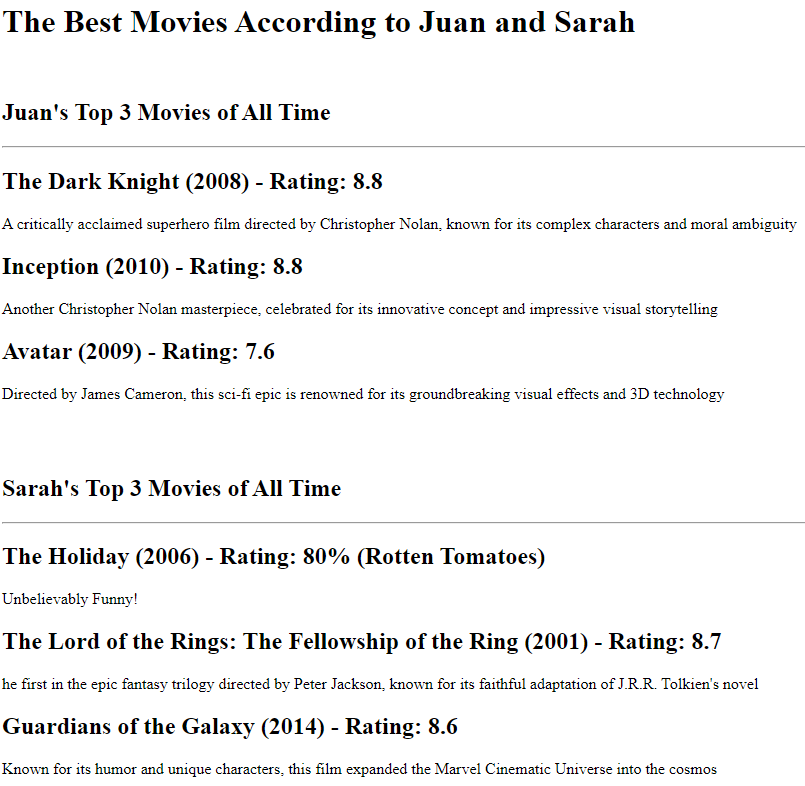 The Best Movies According to Juan and Sarah
Juan's Top 3 Movies of All Time
The Dark Knight (2008) - Rating: 8.8
A critically acclaimed superhero film directed by Christopher Nolan, known for its complex characters and moral ambiguity
Inception (2010) - Rating: 8.8
Another Christopher Nolan masterpiece, celebrated for its innovative concept and impressive visual storytelling
Avatar (2009) - Rating: 7.6
Directed by James Cameron, this sci-fi epic is renowned for its groundbreaking visual effects and 3D technology
Sarah's Top 3 Movies of All Time
The Holiday (2006) - Rating: 80% (Rotten Tomatoes)
Unbelievably Funny!
The Lord of the Rings: The Fellowship of the Ring (2001) - Rating: 8.7
he first in the epic fantasy trilogy directed by Peter Jackson, known for its faithful adaptation of J.R.R. Tolkien's novel
Guardians of the Galaxy (2014) - Rating: 8.6
Known for its humor and unique characters, this film expanded the Marvel Cinematic Universe into the cosmos